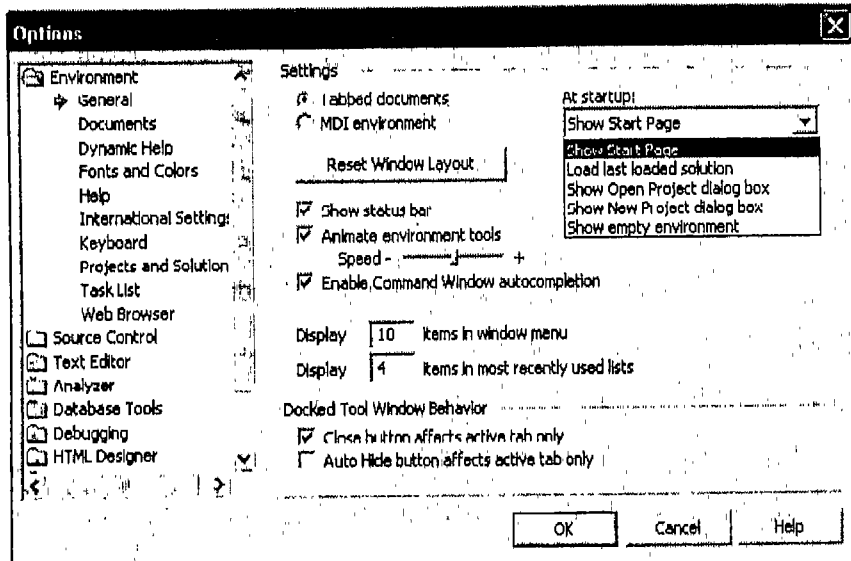 Options
Environment
General
Documents
Dynamic Help
Fonts and Colors
Help
International Settings
Keyboard
Projects and Solution
Task List
Web Browser
Source Control
Text Editor
Analyzer
Database Tools
Debugging
HTML Designer
Settings
Tabbed documents
MDI environment
Reset Window Layout
Show status bar
Animate environment tools
Speed - +
Enable Command Window autocompletion
At startup:
Show Start Page
Show Start Page
Load last loaded solution
Show Open Project dialog box
Show New Project dialog box
Show empty environment
Display 10 items in window menu
Display 4 items in most recently used lists
Docked Tool Window Behavior
Close button affects active tab only
Auto Hide button affects active tab only
OK Cancel Help